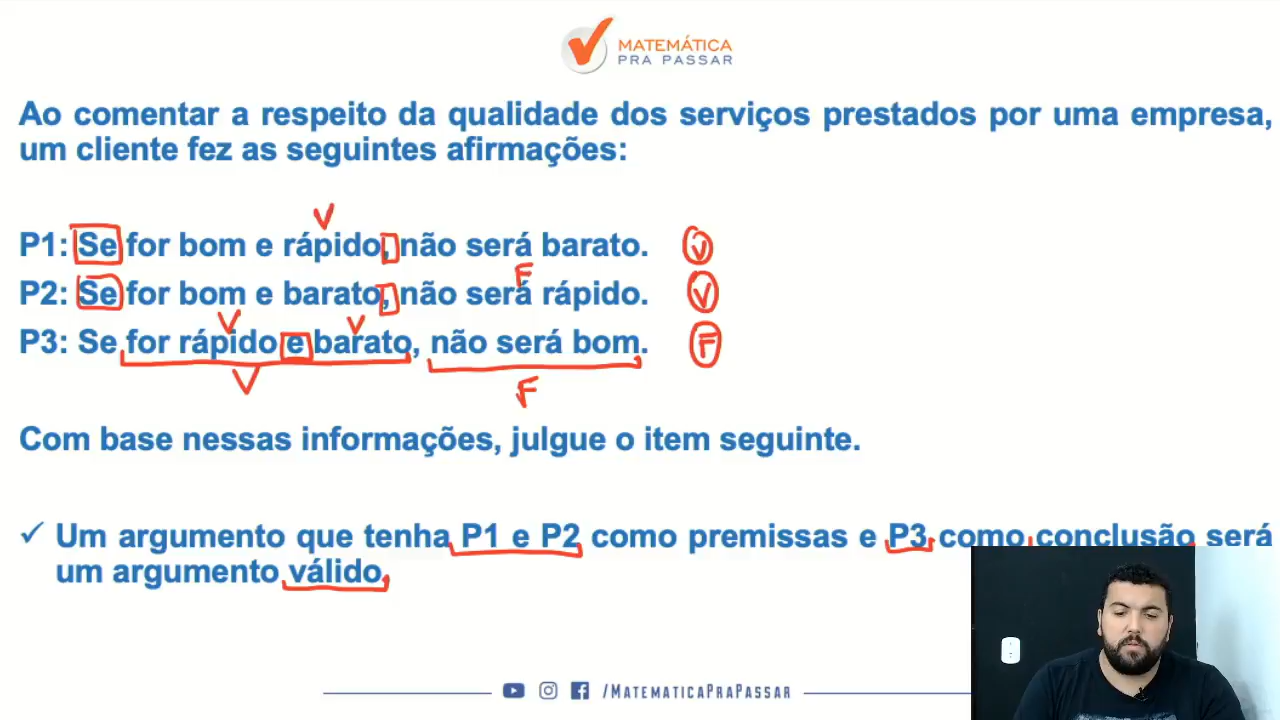 MATEMÁTICA
PRA PASSAR
Ao comentar a respeito da qualidade dos serviços prestados por uma empresa,
um cliente fez as seguintes afirmações:
V
P1: Se for bom e rápido, não será barato. V
F
P2: Se for bom e barato, não será rápido. V
V V
P3: Se for rápido e barato, não será bom. F
V F
Com base nessas informações, julgue o item seguinte.
✓ Um argumento que tenha P1 e P2 como premissas e P3 como conclusão será
um argumento válido.
/MATEMATICAPRAPASSAR